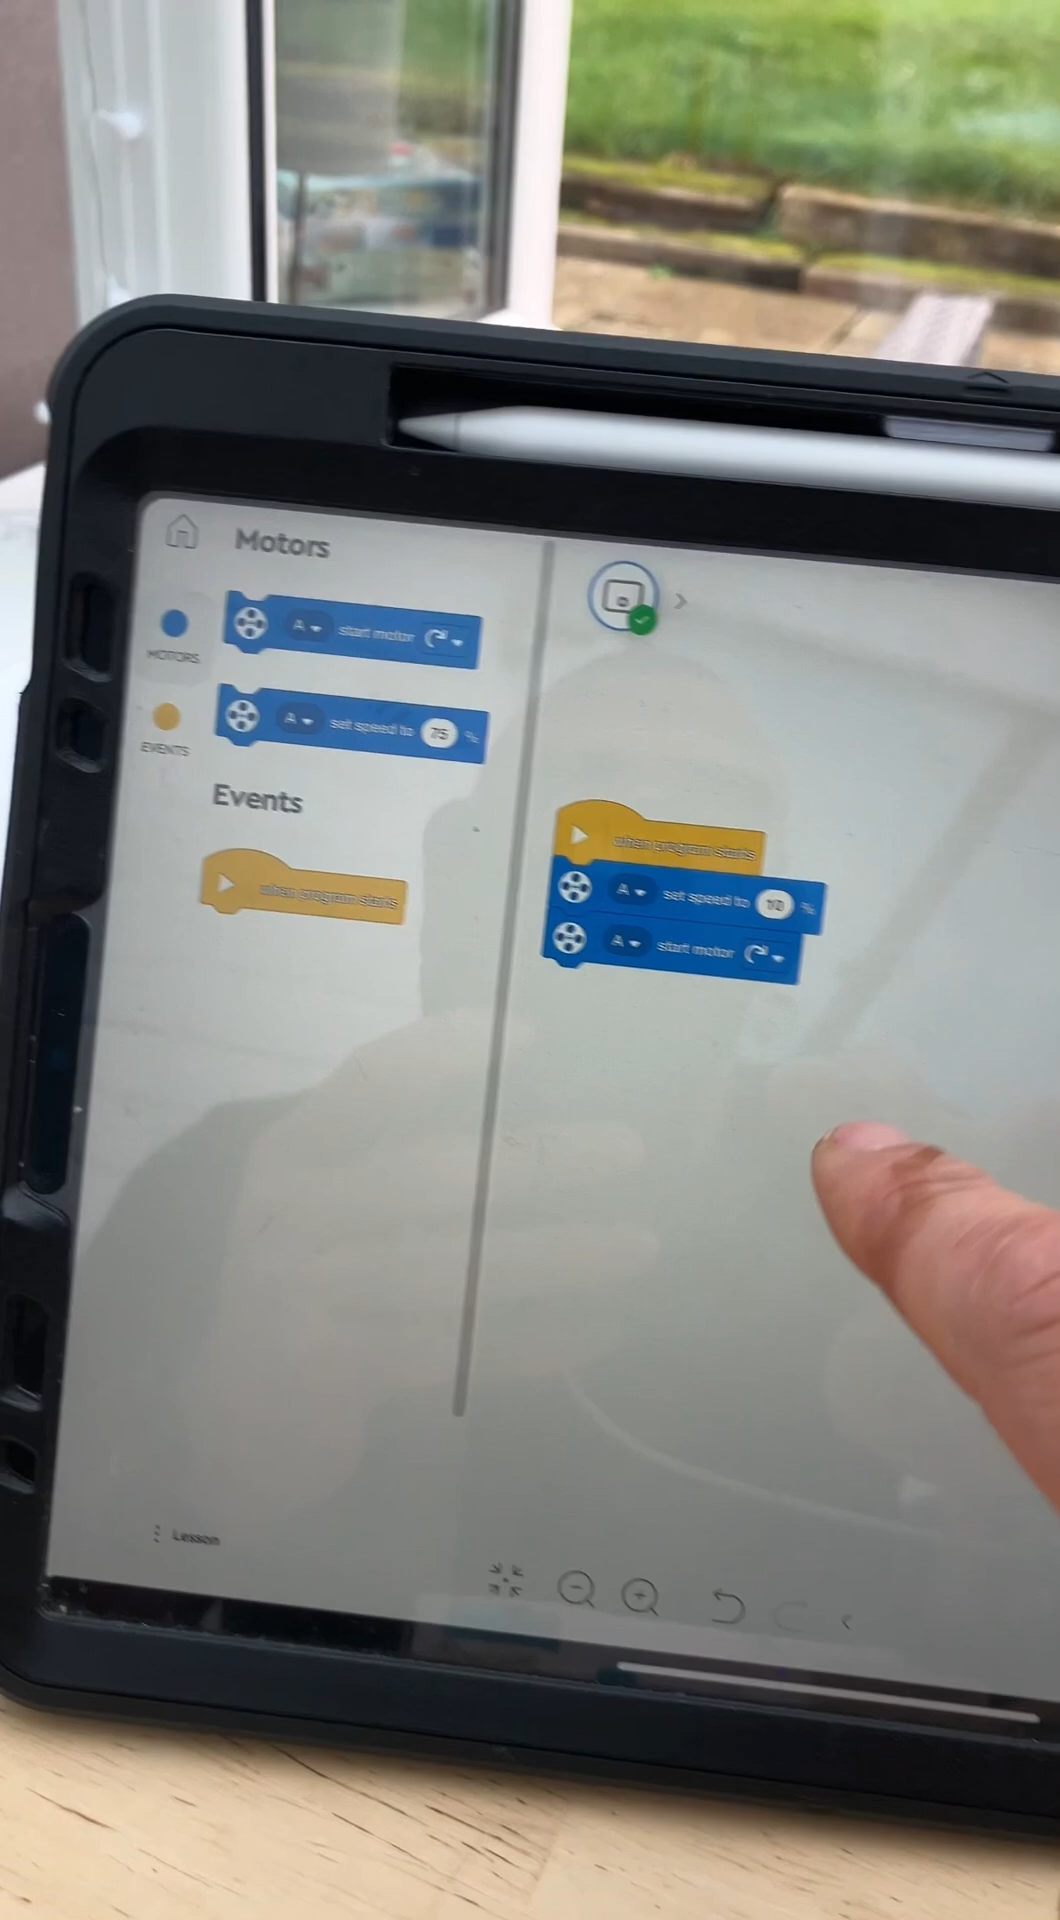 Motors
MOTORS
A start motor
A set speed to 75 %
EVENTS
Events
when program starts
when program starts
A set speed to 10 %
A start motor
Lesson